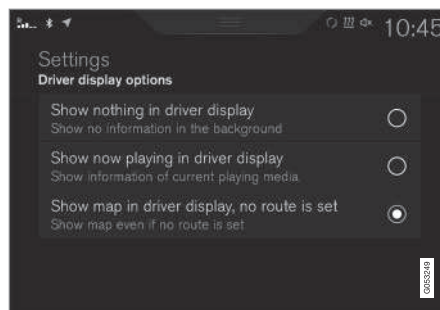 10:45
Settings
Driver display options
Show nothing in driver display
Show no information in the background
Show now playing in driver display
Show information of current playing media
Show map in driver display, no route is set
Show map even if no route is set
G053249